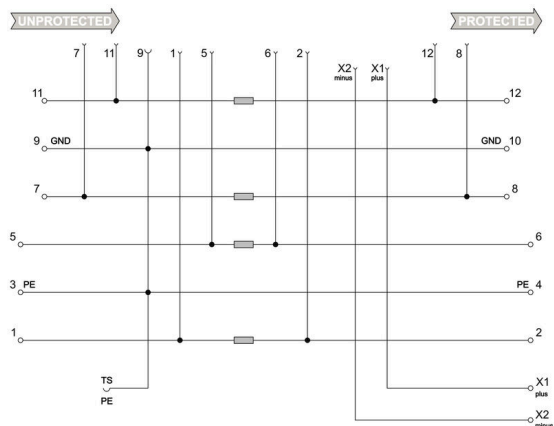 UNPROTECTED PROTECTED
7 11 9 1 5 6 2 X2 minus X1 plus 12 8
11 12
9 GND GND 10
7 8
5 6
3 PE PE 4
1 2
TS
PE
X1
plus
X2
minus